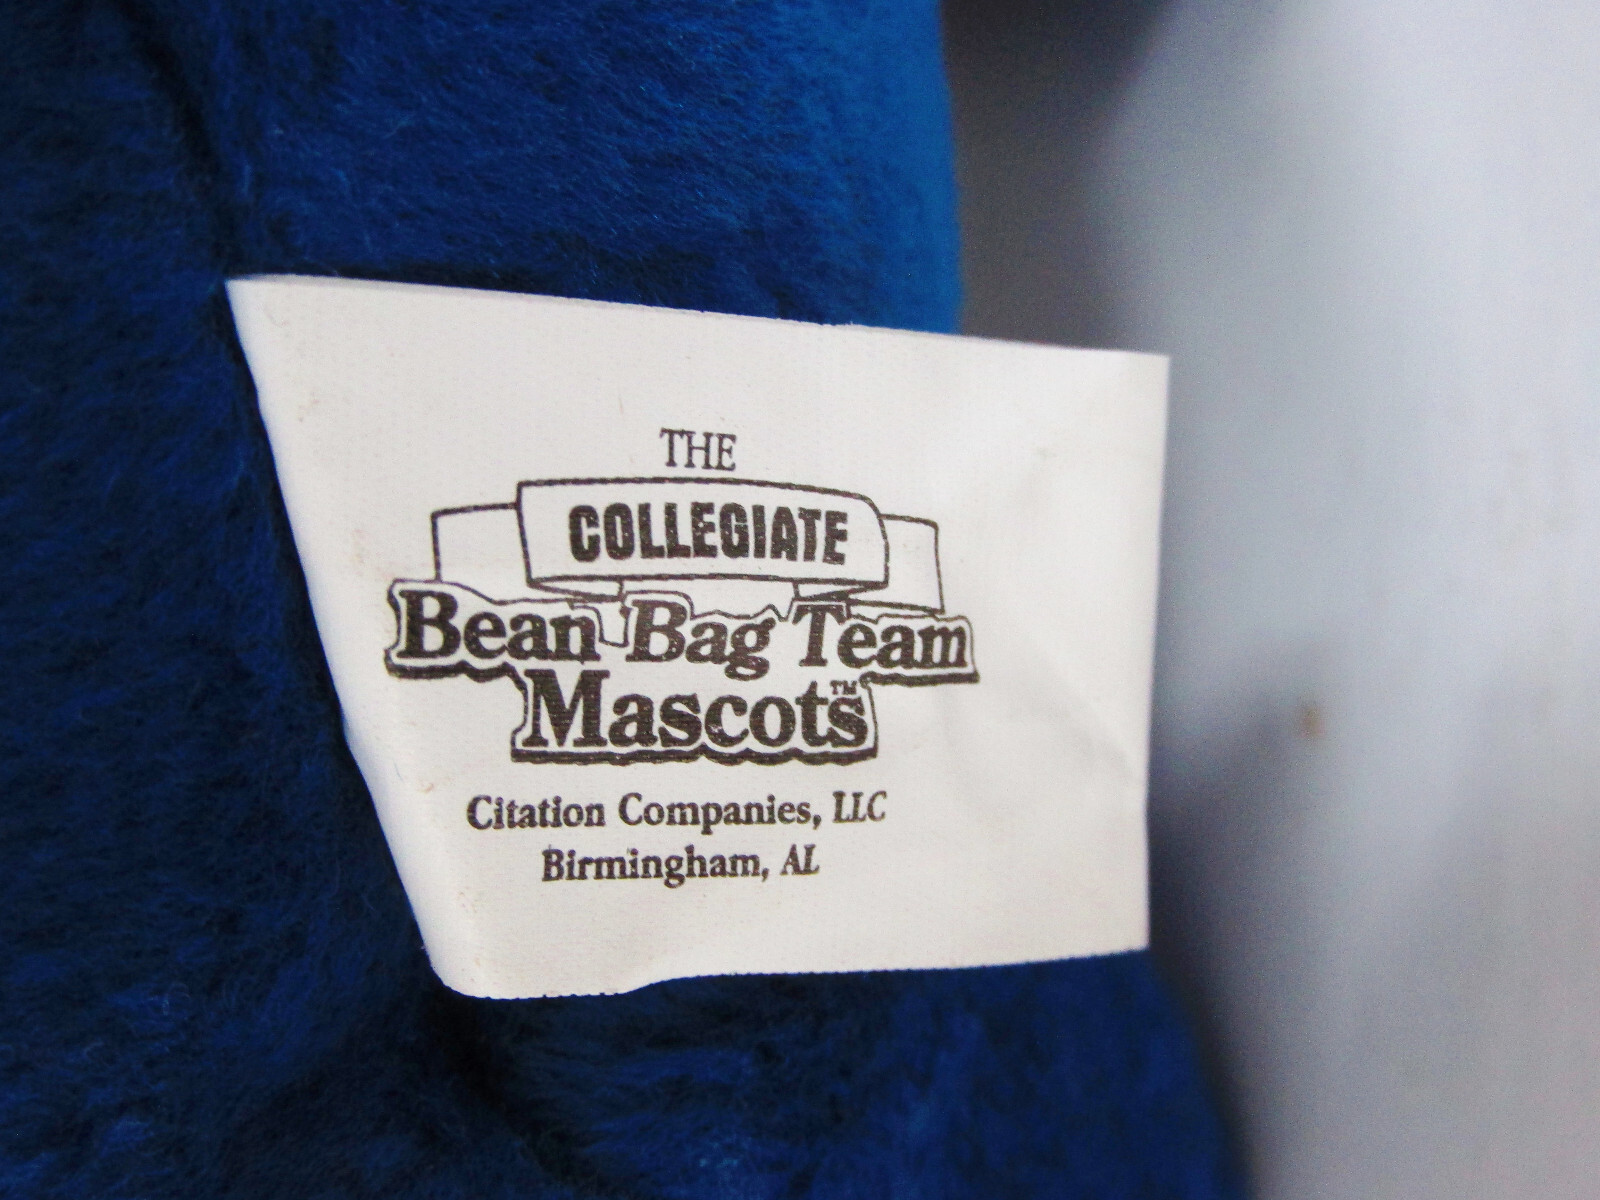 THE
COLLEGIATE
Bean Bag Team
Mascots™
Citation Companies, LLC
Birmingham, AL